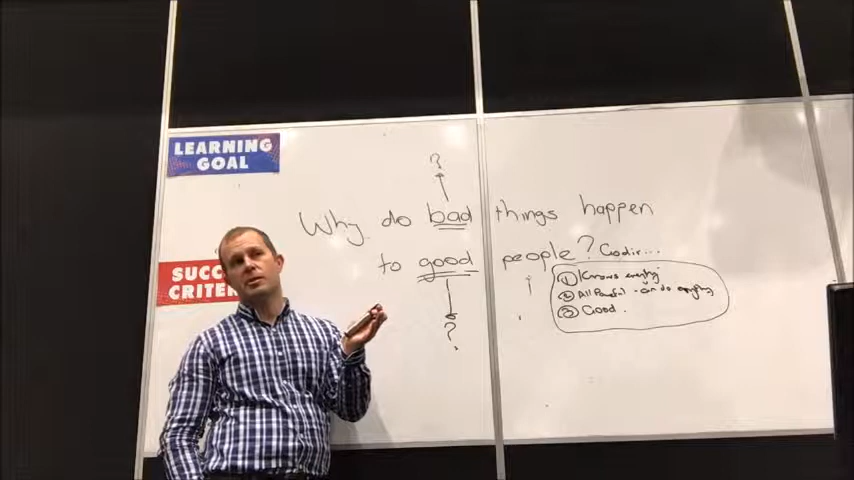 LEARNING
GOAL
?
Why do bad things happen
to good people?
God is...
SUCC
CRITER
① Knows everything
② All Powerful - can do anything
③ Good.
?